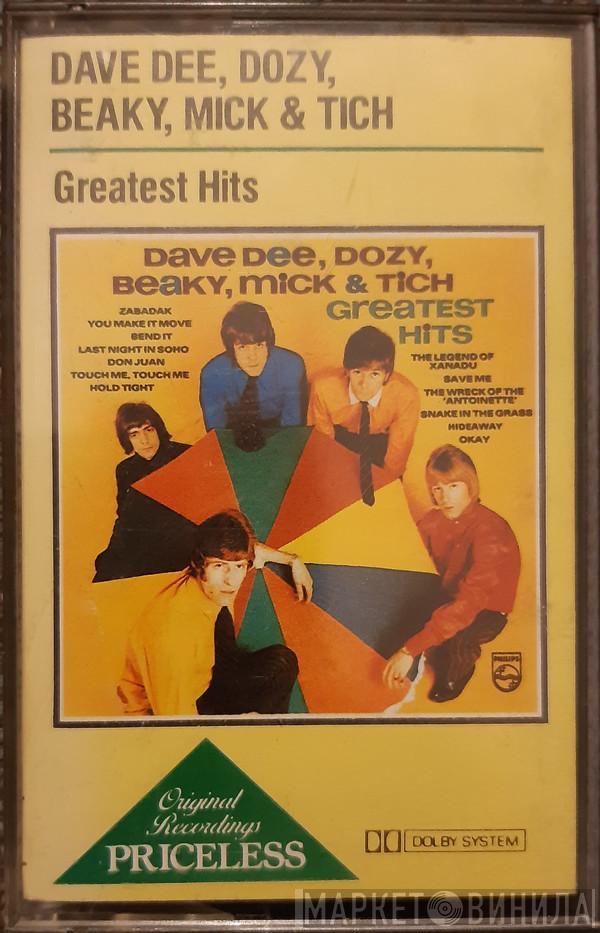 DAVE DEE, DOZY,
BEAKY, MICK & TICH
Greatest Hits
Dave Dee, DOZY,
BEAKY, MICK & TICH
GREATEST
HITS
ZABADAK
YOU MAKE IT MOVE
BEND IT
LAST NIGHT IN SOHO
DON JUAN
TOUCH ME, TOUCH ME
HOLD TIGHT
THE LEGEND OF
XANADU
SAVE ME
THE WRECK OF THE
'ANTOINETTE'
SNAKE IN THE GRASS
HIDEAWAY
OKAY
PHILIPS
Original
Recordings
PRICELESS
DOLBY SYSTEM
МАРКЕТ ВИНИЛА